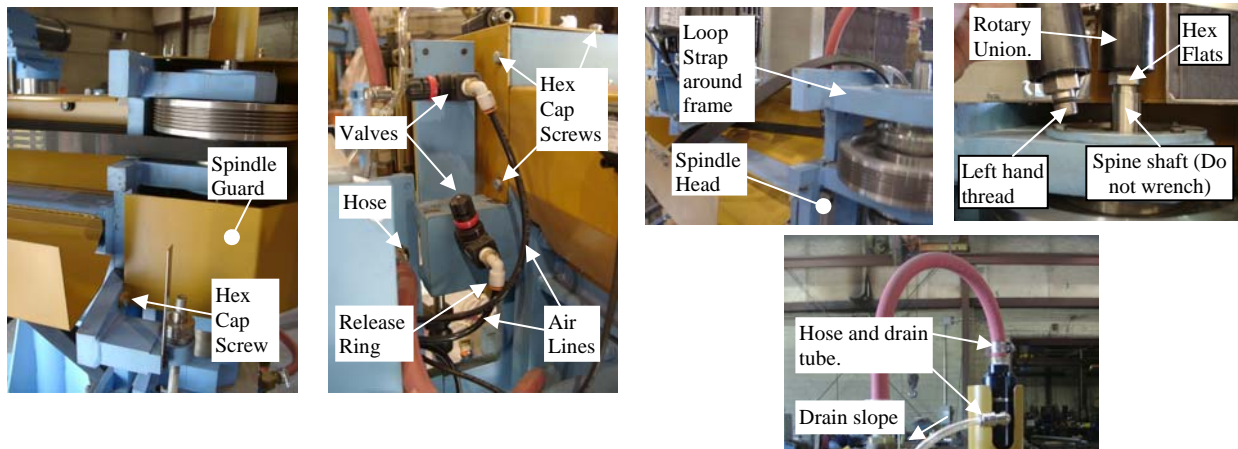 Spindle
Guard
Hex
Cap
Screw
Valves
Hose
Release
Ring
Hex
Cap
Screws
Air
Lines
Loop
Strap
around
frame
Spindle
Head
Rotary
Union.
Hex
Flats
Left hand
thread
Spine shaft (Do
not wrench)
Hose and drain
tube.
Drain slope